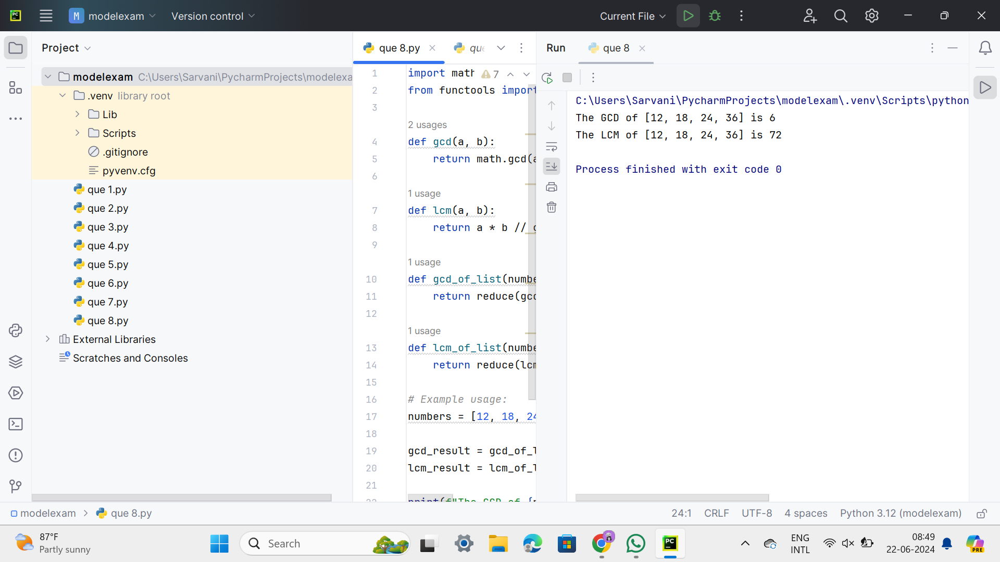 PC
M modelexam
Version control
Current File
Project
modelexam C:\Users\Sarvani\PycharmProjects\modelexa
.venv library root
Lib
Scripts
.gitignore
pyvenv.cfg
que 1.py
que 2.py
que 3.py
que 4.py
que 5.py
que 6.py
que 7.py
que 8.py
External Libraries
Scratches and Consoles
que 8.py
que
7
1 import math
2 from functools import
3
2 usages
4 def gcd(a, b):
5 return math.gcd(a
6
1 usage
7 def lcm(a, b):
8 return a * b // g
9
1 usage
10 def gcd_of_list(numbe
11 return reduce(gcd
12
1 usage
13 def lcm_of_list(numbe
14 return reduce(lcm
15
16 # Example usage:
17 numbers = [12, 18, 24
18
19 gcd_result = gcd_of_l
20 lcm_result = lcm_of_l
21
22 print(f"The GCD of {n
Run
que 8
C:\Users\Sarvani\PycharmProjects\modelexam\.venv\Scripts\python
The GCD of [12, 18, 24, 36] is 6
The LCM of [12, 18, 24, 36] is 72
Process finished with exit code 0
modelexam > que 8.py
24:1 CRLF UTF-8 4 spaces Python 3.12 (modelexam)
87°F
Partly sunny
Search
PC
ENG
INTL
08:49
22-06-2024
PRE